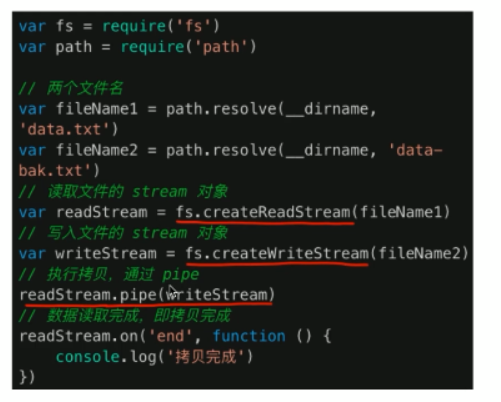 var fs = require('fs')
var path = require('path')
// 两个文件名
var fileName1 = path.resolve(__dirname,
'data.txt')
var fileName2 = path.resolve(__dirname, 'data-
bak.txt')
// 读取文件的 stream 对象
var readStream = fs.createReadStream(fileName1)
// 写入文件的 stream 对象
var writeStream = fs.createWriteStream(fileName2)
// 执行拷贝，通过 pipe
readStream.pipe(writeStream)
// 数据读取完成，即拷贝完成
readStream.on('end', function () {
    console.log('拷贝完成')
})